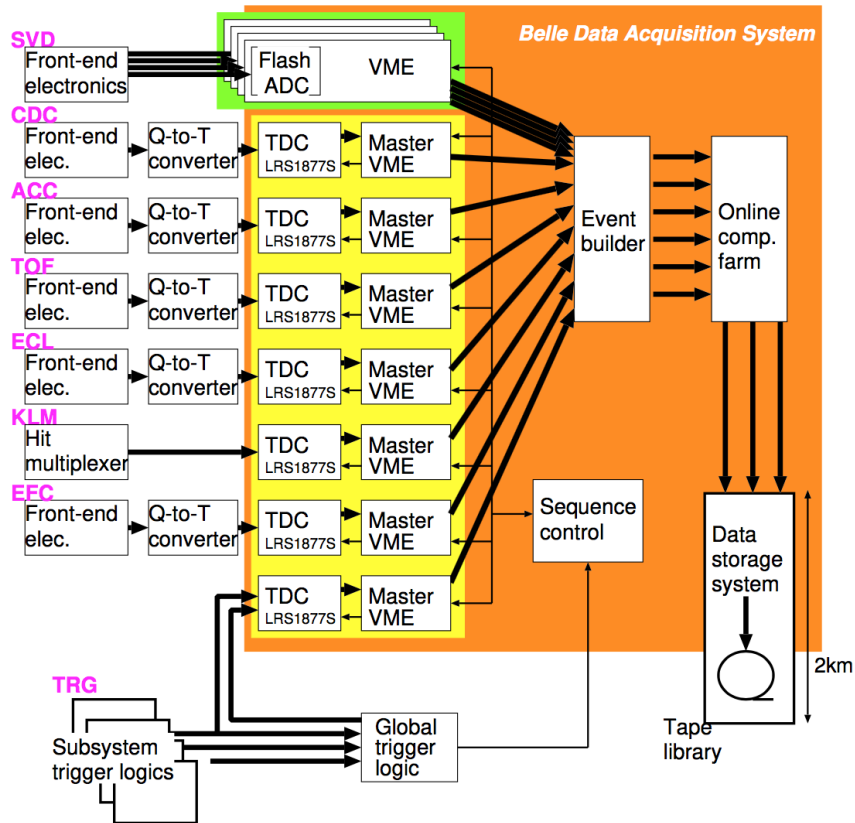 Belle Data Acquisition System
SVD
Front-end
electronics
Flash
ADC
VME
CDC
Front-end
elec.
Q-to-T
converter
TDC
LRS1877S
Master
VME
ACC
Front-end
elec.
Q-to-T
converter
TDC
LRS1877S
Master
VME
TOF
Front-end
elec.
Q-to-T
converter
TDC
LRS1877S
Master
VME
ECL
Front-end
elec.
Q-to-T
converter
TDC
LRS1877S
Master
VME
KLM
Hit
multiplexer
TDC
LRS1877S
Master
VME
EFC
Front-end
elec.
Q-to-T
converter
TDC
LRS1877S
Master
VME
TDC
LRS1877S
Master
VME
Event
builder
Online
comp.
farm
Sequence
control
Data
storage
system
2km
Tape
library
TRG
Subsystem
trigger logics
Global
trigger
logic